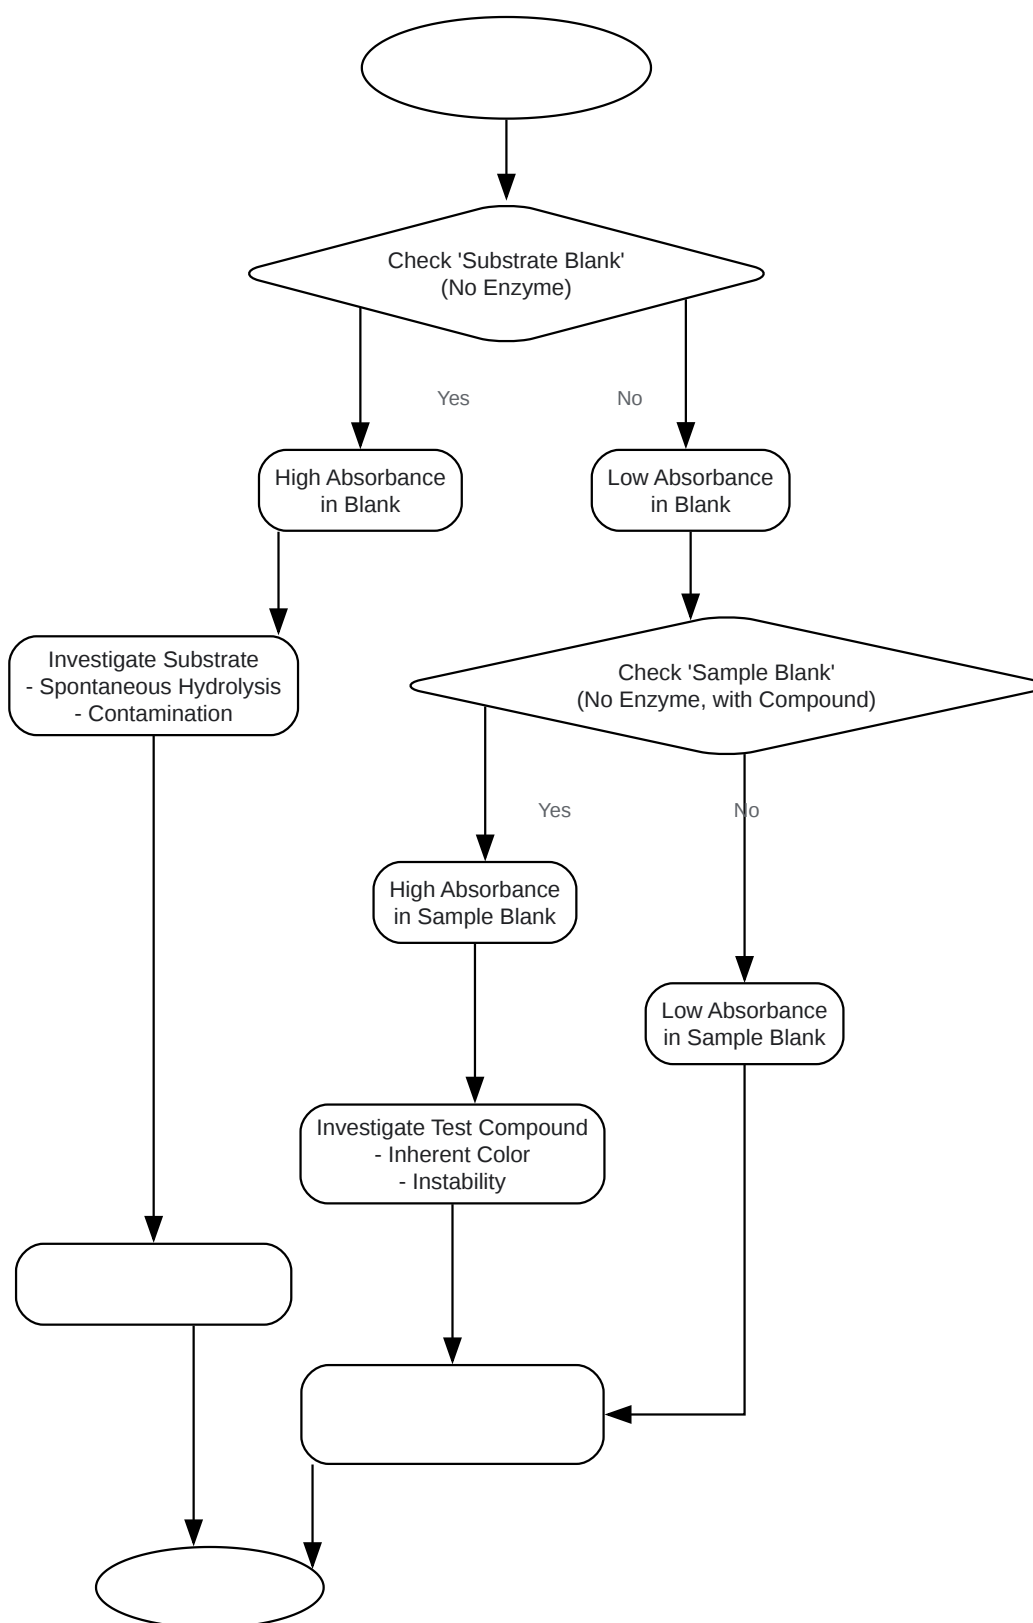 Check 'Substrate Blank'
(No Enzyme)
Yes
No
High Absorbance
in Blank
Low Absorbance
in Blank
Investigate Substrate
- Spontaneous Hydrolysis
- Contamination
Check 'Sample Blank'
(No Enzyme, with Compound)
Yes
No
High Absorbance
in Sample Blank
Low Absorbance
in Sample Blank
Investigate Test Compound
- Inherent Color
- Instability